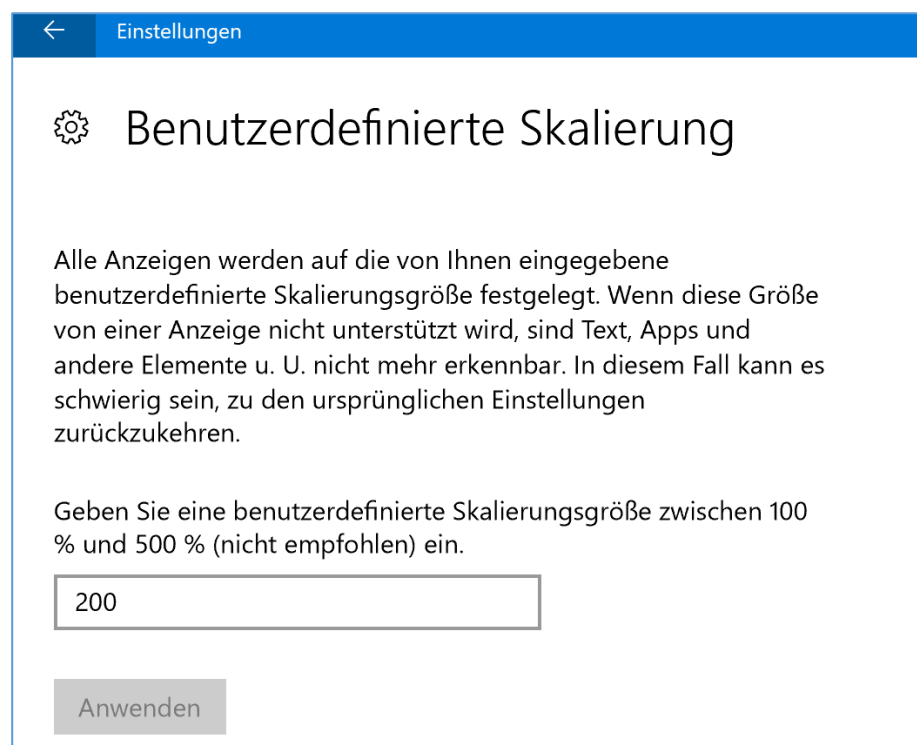 Einstellungen
Benutzerdefinierte Skalierung
Alle Anzeigen werden auf die von Ihnen eingegebene
benutzerdefinierte Skalierungsgröße festgelegt. Wenn diese Größe
von einer Anzeige nicht unterstützt wird, sind Text, Apps und
andere Elemente u. U. nicht mehr erkennbar. In diesem Fall kann es
schwierig sein, zu den ursprünglichen Einstellungen
zurückzukehren.
Geben Sie eine benutzerdefinierte Skalierungsgröße zwischen 100
% und 500 % (nicht empfohlen) ein.
200
Anwenden